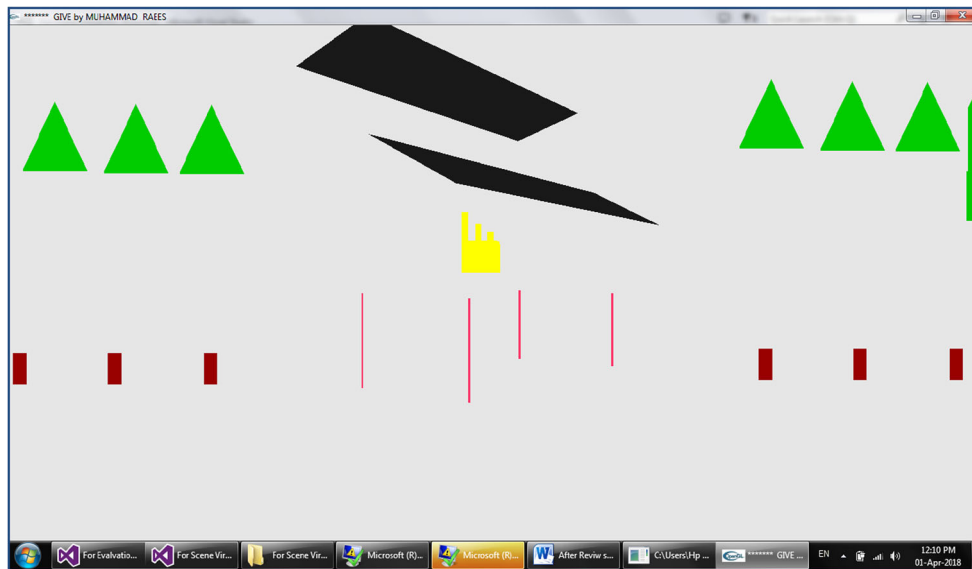 ******* GIVE by MUHAMMAD RAEES
For Evalvatio...
For Scene Vir...
For Scene Vir...
Microsoft (R)...
Microsoft (R)...
After Reviw s...
C:\Users\Hp ...
******* GIVE ...
EN
12:10 PM
01-Apr-2018